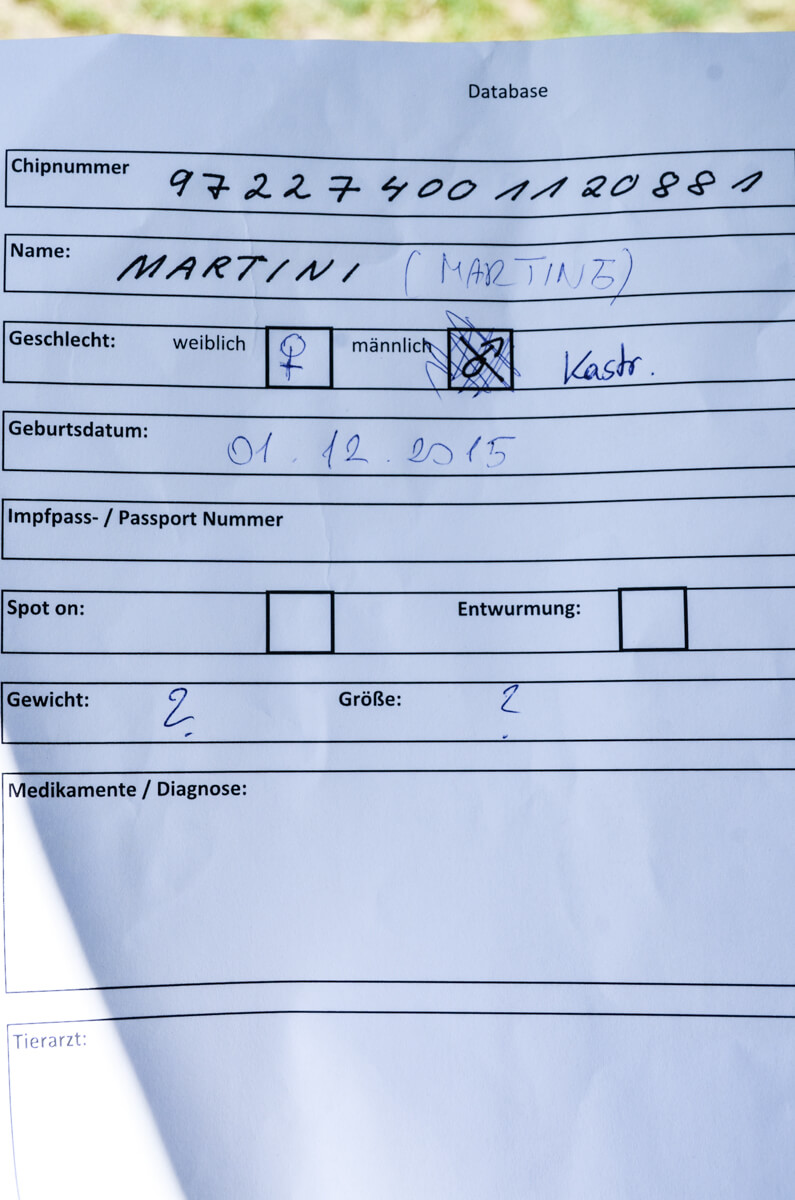 Database
Chipnummer 972274001120881
Name: MARTINI (MARTINE)
Geschlecht: weiblich ♀ männlich ♂ Kastr.
Geburtsdatum: 01.12.2015
Impfpass- / Passport Nummer
Spot on: Entwurmung:
Gewicht: ? Größe: ?
Medikamente / Diagnose:
Tierarzt: